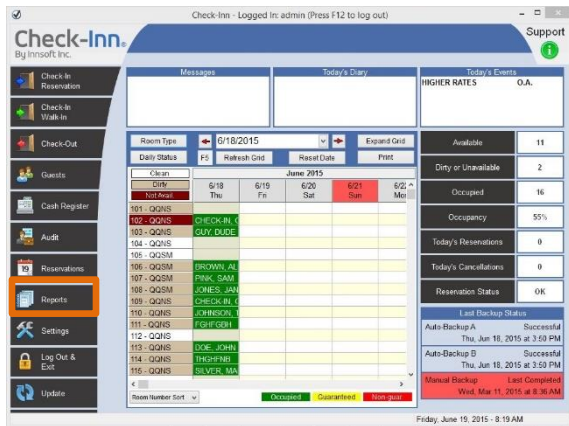 Check-Inn - Logged In: admin (Press F12 to log out)
Check-Inn®
By Innsoft Inc.
Support
Check-In
Reservation
Check-In
Walk-In
Check-Out
Guests
Cash Register
Audit
19
Reservations
Reports
Settings
Log Out &
Exit
Update
Messages
Today's Diary
Today's Events
HIGHER RATES O.A.
Room Type 6/18/2015 Expand Grid
Daily Status F5 Refresh Grid Reset Date Print
Clean June 2015
Dirty
Not Avail
6/18 6/19 6/20 6/21 6/22
Thu Fri Sat Sun Mon
101 - QQNS
102 - QQNS CHECK-IN, C
103 - QQNS GUY, DUDE
104 - QQNS
105 - QQSM
106 - QQSM BROWN, AL
107 - QQSM PINK, SAM
108 - QQSM JONES, JAN
109 - QQNS CHECK-IN, C
110 - QQNS JOHNSON, T
111 - QQNS FGHFGBH
112 - QQNS
113 - QQNS DOE, JOHN
114 - QQNS THGHFNB
115 - QQNS SILVER, MA
Room Number Sort
Occupied Guaranteed Non-guar
Available 11
Dirty or Unavailable 2
Occupied 16
Occupancy 55%
Today's Reservations 0
Today's Cancellations 0
Reservation Status OK
Last Backup Status
Auto-Backup A Successful
Thu, Jun 18, 2015 at 3:50 PM
Auto-Backup B Successful
Thu, Jun 18, 2015 at 3:50 PM
Manual Backup Last Completed
Wed, Mar 11, 2015 at 8:36 AM
Friday, June 19, 2015 - 8:19 AM